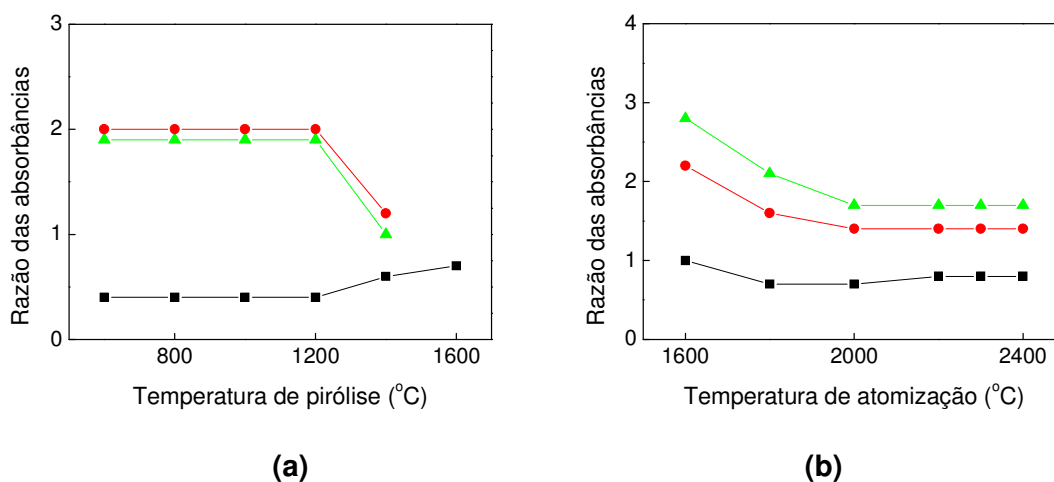 Razão das absorbâncias
3
2
1
0
800
1200
1600
Temperatura de pirólise (°C)
(a)
Razão das absorbâncias
4
3
2
1
0
1600
2000
2400
Temperatura de atomização (°C)
(b)